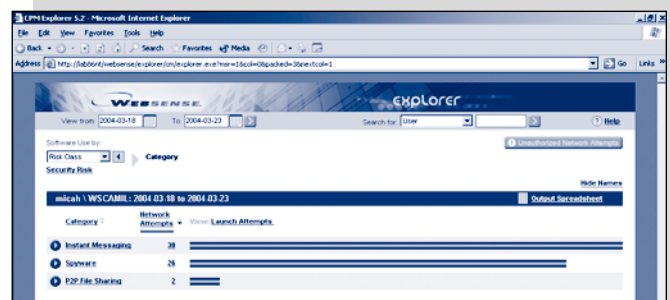 CPM Explorer 5.2 - Microsoft Internet Explorer
File Edit View Favorites Tools Help
Back Search Favorites Media
Address http://lab86nt/websense/explorer/cm/explorer.exe?mor=1&col=0&packed=3&nextcol=1 Go Links
WEBSENSE explorer
View from: 2004-03-18 To: 2004-03-23 Search for: User Help
Software Use by: Unauthorized Network Attempts
Risk Class Category
Security Risk
Hide Names
micah \ WSCAMIL: 2004-03-18 to 2004-03-23 Output Spreadsheet
Category Network Attempts View: Launch Attempts
Instant Messaging 30
Spyware 26
P2P File Sharing 2